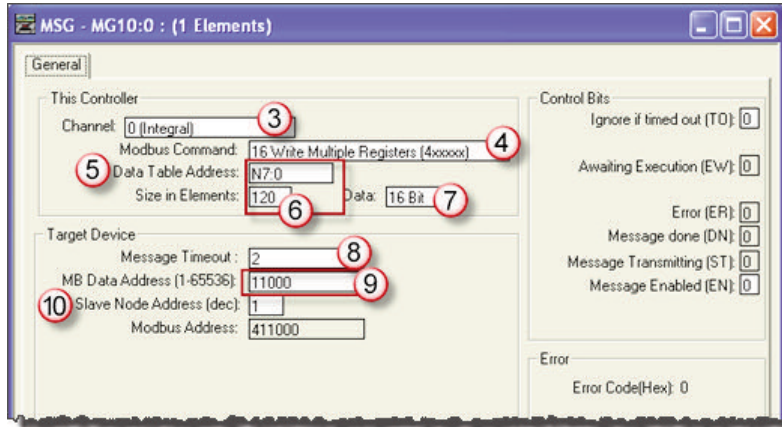 MSG - MG10:0 : (1 Elements)
General
This Controller
Channel: 0 (Integral) 3
Modbus Command: 16 Write Multiple Registers (4xxxxx) 4
5 Data Table Address: N7:0
Size in Elements: 120 6 Data: 16 Bit 7
Target Device
Message Timeout : 2 8
MB Data Address (1-65536): 11000 9
10 Slave Node Address (dec): 1
Modbus Address: 411000
Control Bits
Ignore if timed out (TO): 0
Awaiting Execution (EW): 0
Error (ER): 0
Message done (DN): 0
Message Transmitting (ST): 0
Message Enabled (EN): 0
Error
Error Code(Hex): 0